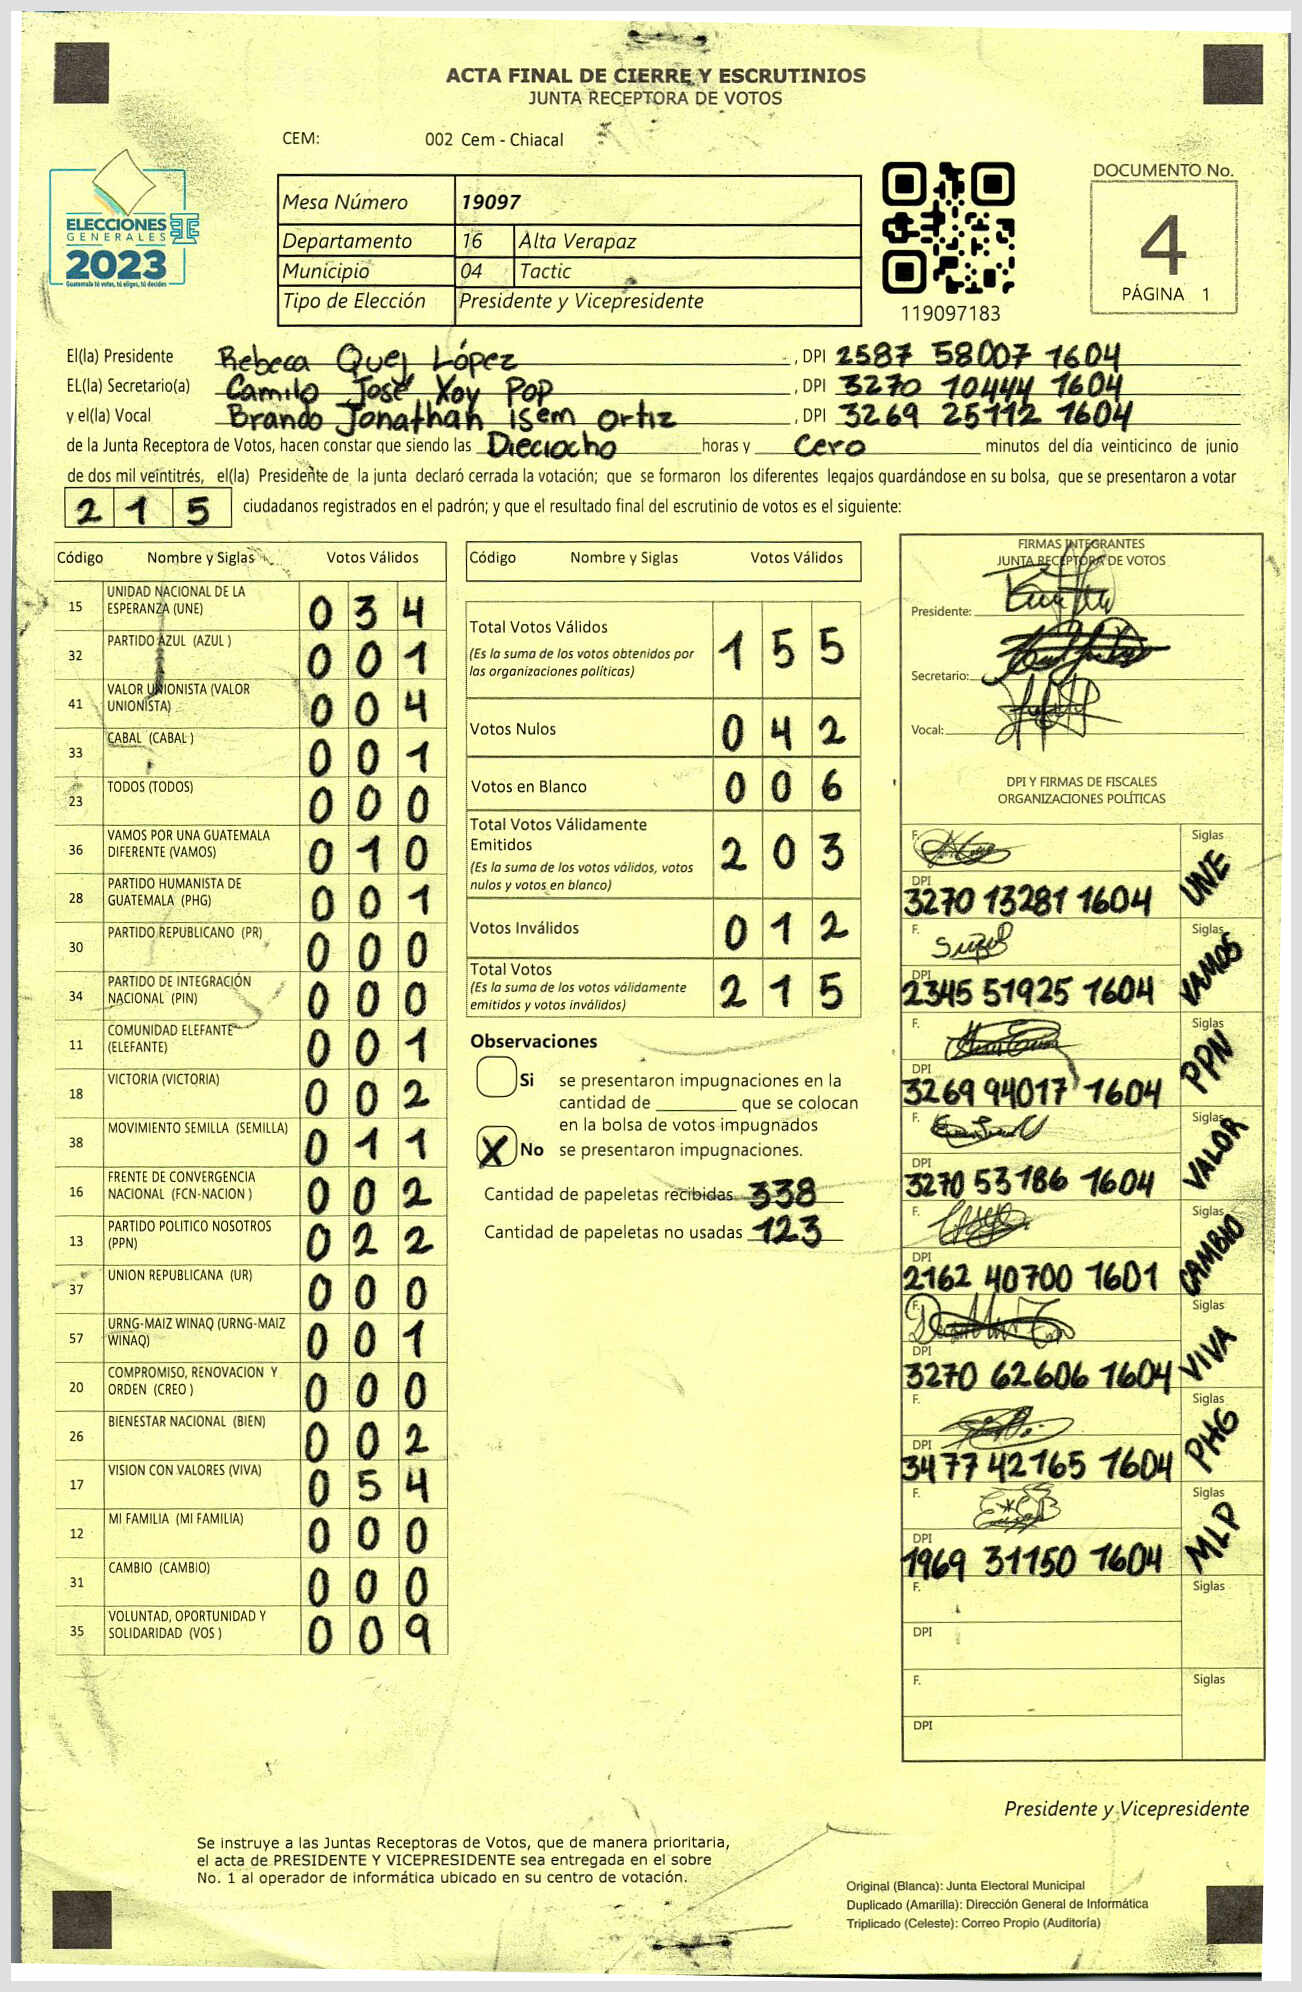 ACTA FINAL DE CIERRE Y ESCRUTINIOS
JUNTA RECEPTORA DE VOTOS
CEM: 002 Cem - Chiacal
ELECCIONES
GENERALES
2023
Guatemala tú votas, tú eliges, tú decides
Mesa Número 19097
Departamento 16 Alta Verapaz
Municipio 04 Tactic
Tipo de Elección Presidente y Vicepresidente
119097183
DOCUMENTO No.
4
PÁGINA 1
El(la) Presidente Rebeca Quej López , DPI 2587 58007 1604
EL(la) Secretario(a) Camilo José Xoy Pop , DPI 3270 10444 1604
y el(la) Vocal Brando Jonathan Isem Ortiz , DPI 3269 25112 1604
de la Junta Receptora de Votos, hacen constar que siendo las Dieciocho horas y Cero minutos del día veinticinco de junio
de dos mil veintitrés, el(la) Presidente de la junta declaró cerrada la votación; que se formaron los diferentes legajos guardándose en su bolsa, que se presentaron a votar
2 1 5 ciudadanos registrados en el padrón; y que el resultado final del escrutinio de votos es el siguiente:
Código Nombre y Siglas Votos Válidos
15 UNIDAD NACIONAL DE LA
ESPERANZA (UNE) 0 3 4
32 PARTIDO AZUL (AZUL ) 0 0 1
41 VALOR UNIONISTA (VALOR
UNIONISTA) 0 0 4
33 CABAL (CABAL ) 0 0 1
23 TODOS (TODOS) 0 0 0
36 VAMOS POR UNA GUATEMALA
DIFERENTE (VAMOS) 0 1 0
28 PARTIDO HUMANISTA DE
GUATEMALA (PHG) 0 0 1
30 PARTIDO REPUBLICANO (PR) 0 0 0
34 PARTIDO DE INTEGRACIÓN
NACIONAL (PIN) 0 0 0
11 COMUNIDAD ELEFANTE
(ELEFANTE) 0 0 1
18 VICTORIA (VICTORIA) 0 0 2
38 MOVIMIENTO SEMILLA (SEMILLA) 0 1 1
16 FRENTE DE CONVERGENCIA
NACIONAL (FCN-NACION ) 0 0 2
13 PARTIDO POLITICO NOSOTROS
(PPN) 0 2 2
37 UNION REPUBLICANA (UR) 0 0 0
57 URNG-MAIZ WINAQ (URNG-MAIZ
WINAQ) 0 0 1
20 COMPROMISO, RENOVACION Y
ORDEN (CREO ) 0 0 0
26 BIENESTAR NACIONAL (BIEN) 0 0 2
17 VISION CON VALORES (VIVA) 0 5 4
12 MI FAMILIA (MI FAMILIA) 0 0 0
31 CAMBIO (CAMBIO) 0 0 0
35 VOLUNTAD, OPORTUNIDAD Y
SOLIDARIDAD (VOS ) 0 0 9
Código Nombre y Siglas Votos Válidos
Total Votos Válidos 1 5 5
(Es la suma de los votos obtenidos por
las organizaciones políticas)
Votos Nulos 0 4 2
Votos en Blanco 0 0 6
Total Votos Válidamente
Emitidos 2 0 3
(Es la suma de los votos válidos, votos
nulos y votos en blanco)
Votos Inválidos 0 1 2
Total Votos 2 1 5
(Es la suma de los votos válidamente
emitidos y votos inválidos)
Observaciones
Si se presentaron impugnaciones en la
cantidad de ________ que se colocan
en la bolsa de votos impugnados
X No se presentaron impugnaciones.
Cantidad de papeletas recibidas 338
Cantidad de papeletas no usadas 123
FIRMAS INTEGRANTES
JUNTA RECEPTORA DE VOTOS
Presidente:
Secretario:
Vocal:
DPI Y FIRMAS DE FISCALES
ORGANIZACIONES POLÍTICAS
F. Siglas
DPI UNE
3270 13281 1604
F. Siglas
DPI VAMOS
2345 51925 1604
F. Siglas
DPI PPN
3269 94017 1604
F. Siglas
DPI VALOR
3270 53186 1604
F. Siglas
DPI CAMBIO
2162 40700 1601
F. Siglas
DPI VIVA
3270 62606 1604
F. Siglas
DPI PHG
3477 42165 1604
F. Siglas
DPI MLP
1969 31150 1604
F. Siglas
DPI
F. Siglas
DPI
Presidente y Vicepresidente
Se instruye a las Juntas Receptoras de Votos, que de manera prioritaria,
el acta de PRESIDENTE Y VICEPRESIDENTE sea entregada en el sobre
No. 1 al operador de informática ubicado en su centro de votación.
Original (Blanca): Junta Electoral Municipal
Duplicado (Amarilla): Dirección General de Informática
Triplicado (Celeste): Correo Propio (Auditoría)